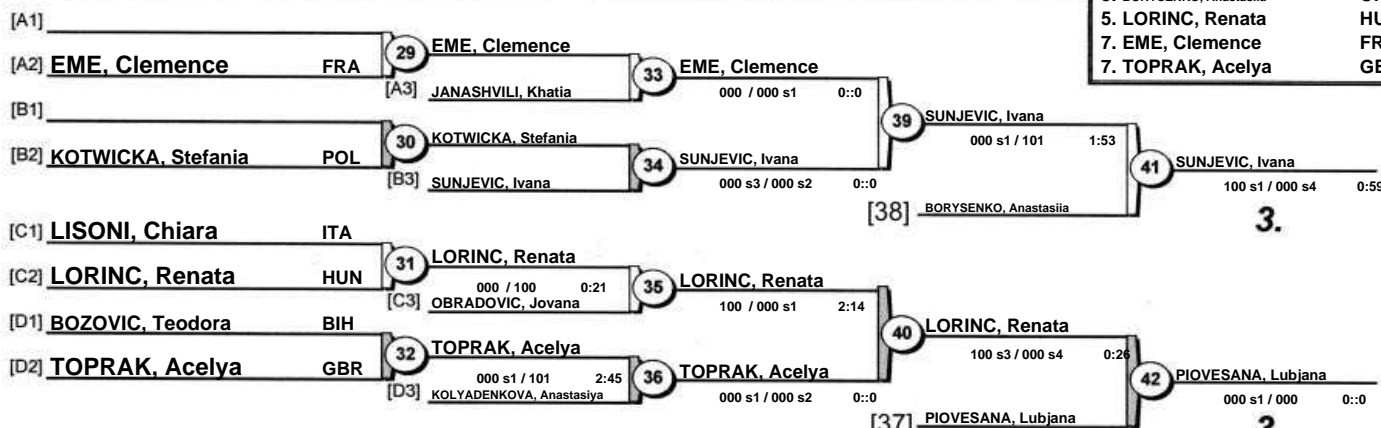 5. LORINC, Renata HU
7. EME, Clemence FR
7. TOPRAK, Acelya GB
[A1]
[A2] EME, Clemence FRA
29
EME, Clemence
[A3] JANASHVILI, Khatia
33
EME, Clemence
000 / 000 s1 0::0
[B1]
[B2] KOTWICKA, Stefania POL
30
KOTWICKA, Stefania
[B3] SUNJEVIC, Ivana
34
SUNJEVIC, Ivana
000 s3 / 000 s2 0::0
39
SUNJEVIC, Ivana
000 s1 / 101 1:53
[38] BORYSENKO, Anastasiia
41
SUNJEVIC, Ivana
100 s1 / 000 s4 0:59
3.
[C1] LISONI, Chiara ITA
[C2] LORINC, Renata HUN
31
LORINC, Renata
000 / 100 0:21
[C3] OBRADOVIC, Jovana
35
LORINC, Renata
100 / 000 s1 2:14
[D1] BOZOVIC, Teodora BIH
[D2] TOPRAK, Acelya GBR
32
TOPRAK, Acelya
000 s1 / 101 2:45
[D3] KOLYADENKOVA, Anastasiya
36
TOPRAK, Acelya
000 s1 / 000 s2 0::0
40
LORINC, Renata
100 s3 / 000 s4 0:26
[37] PIOVESANA, Lubjana
42
PIOVESANA, Lubjana
000 s1 / 000 0::0